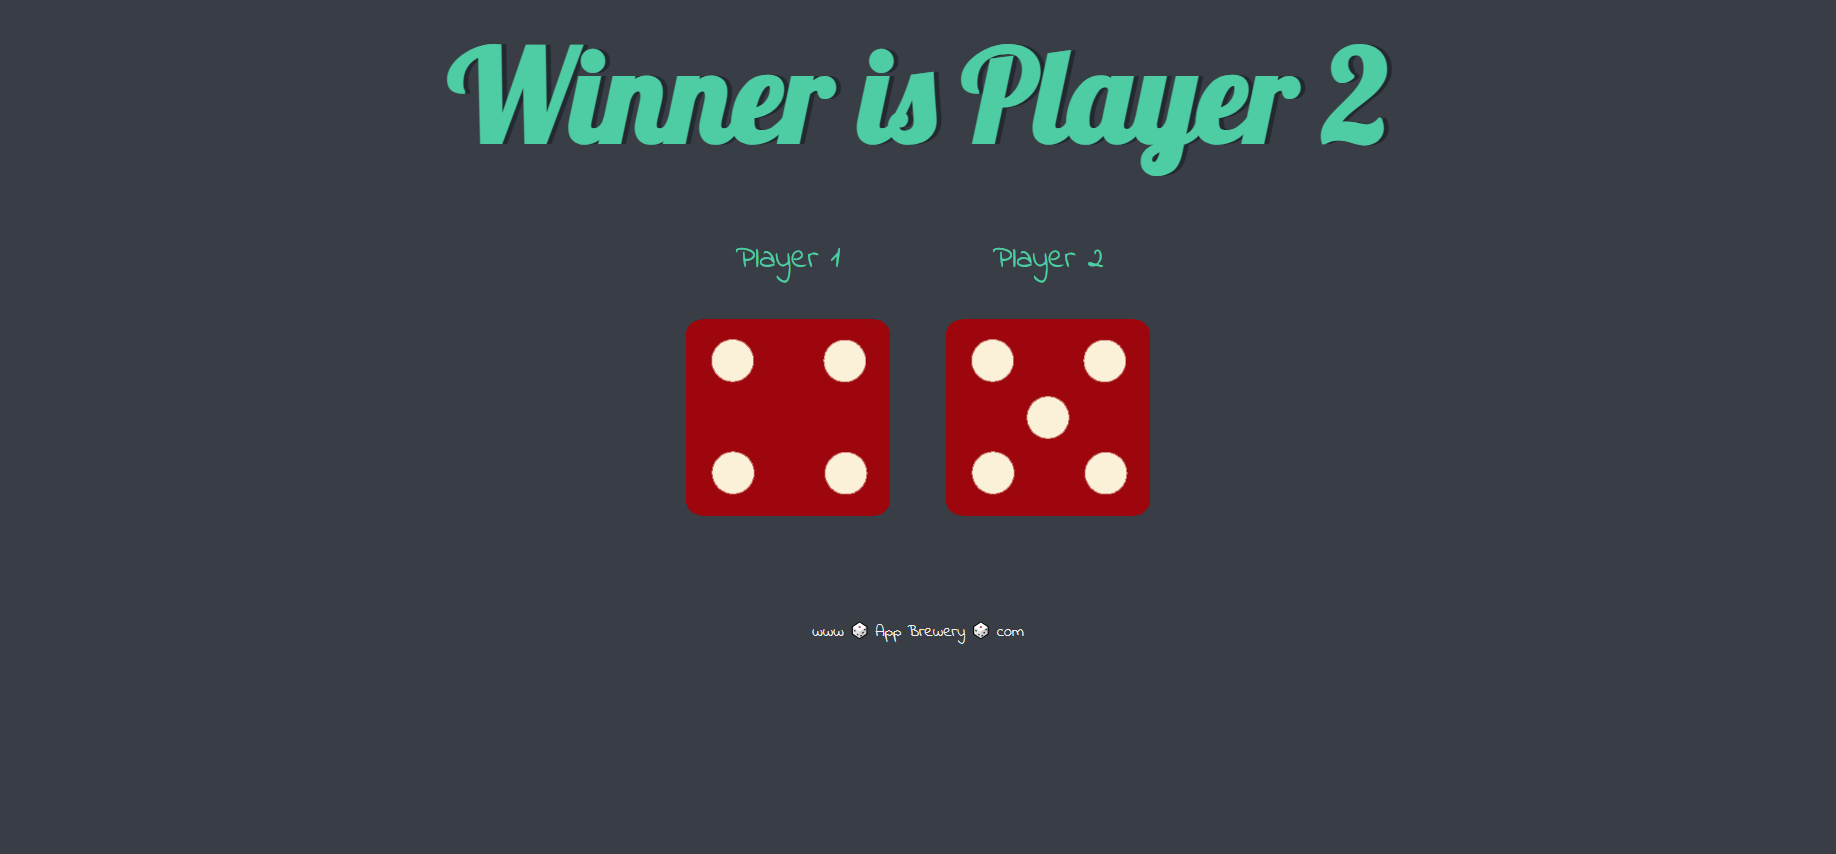 Winner is Player 2
Player 1
Player 2
www 🎲 App Brewery 🎲 com